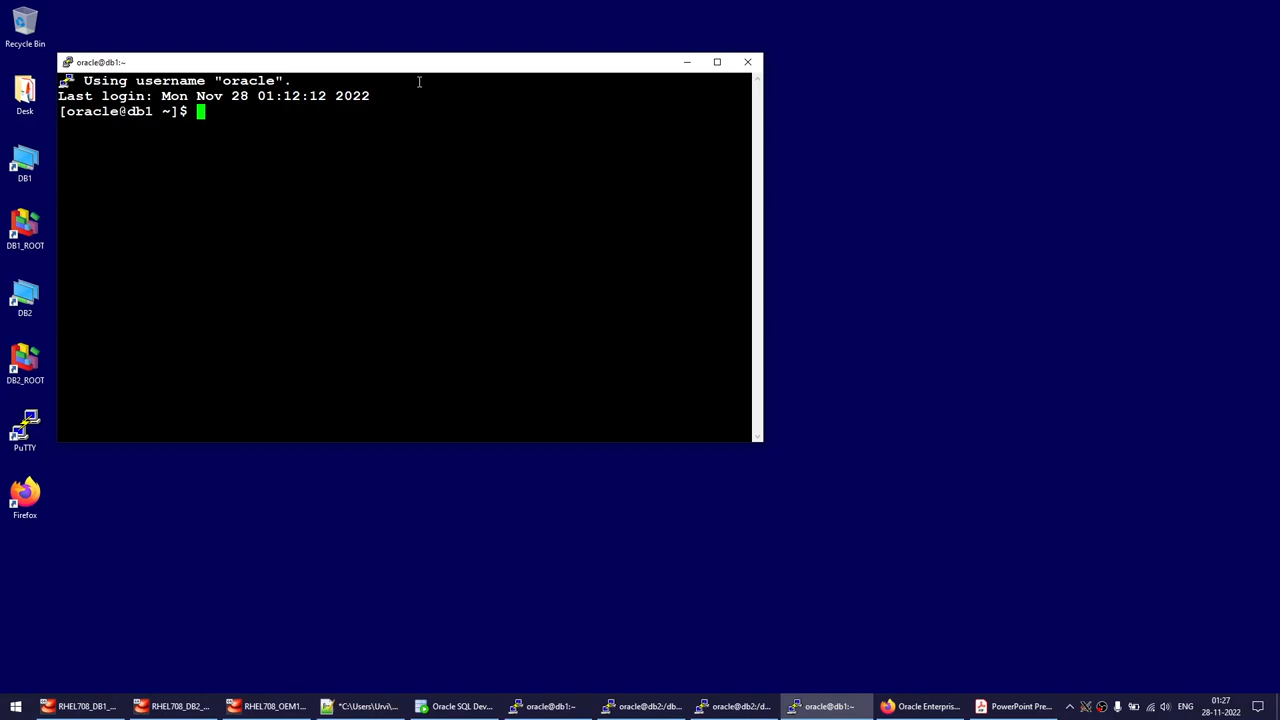 Recycle Bin
Desk
DB1
DB1_ROOT
DB2
DB2_ROOT
PuTTY
Firefox
oracle@db1:~
Using username "oracle".
Last login: Mon Nov 28 01:12:12 2022
[oracle@db1 ~]$
RHEL708_DB1_...
RHEL708_DB2_...
RHEL708_OEM1...
*C:\Users\Urvi\...
Oracle SQL Dev...
oracle@db1:~
oracle@db2:/db...
oracle@db2:/d...
oracle@db1:~
Oracle Enterpris...
PowerPoint Pre...
ENG
01:27
28-11-2022